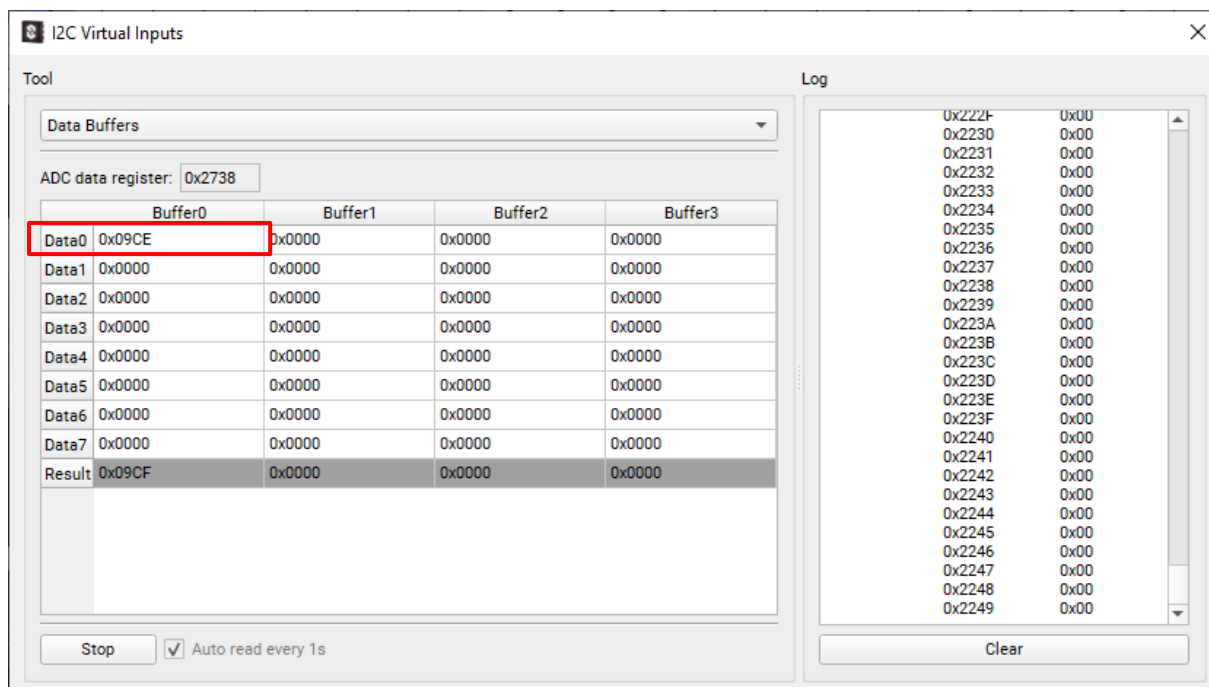 I2C Virtual Inputs
Tool
Data Buffers
ADC data register: 0x2738
Buffer0 Buffer1 Buffer2 Buffer3
Data0 0x09CE 0x0000 0x0000 0x0000
Data1 0x0000 0x0000 0x0000 0x0000
Data2 0x0000 0x0000 0x0000 0x0000
Data3 0x0000 0x0000 0x0000 0x0000
Data4 0x0000 0x0000 0x0000 0x0000
Data5 0x0000 0x0000 0x0000 0x0000
Data6 0x0000 0x0000 0x0000 0x0000
Data7 0x0000 0x0000 0x0000 0x0000
Result 0x09CF 0x0000 0x0000 0x0000
Stop Auto read every 1s
Log
0x222F 0x00
0x2230 0x00
0x2231 0x00
0x2232 0x00
0x2233 0x00
0x2234 0x00
0x2235 0x00
0x2236 0x00
0x2237 0x00
0x2238 0x00
0x2239 0x00
0x223A 0x00
0x223B 0x00
0x223C 0x00
0x223D 0x00
0x223E 0x00
0x223F 0x00
0x2240 0x00
0x2241 0x00
0x2242 0x00
0x2243 0x00
0x2244 0x00
0x2245 0x00
0x2246 0x00
0x2247 0x00
0x2248 0x00
0x2249 0x00
Clear